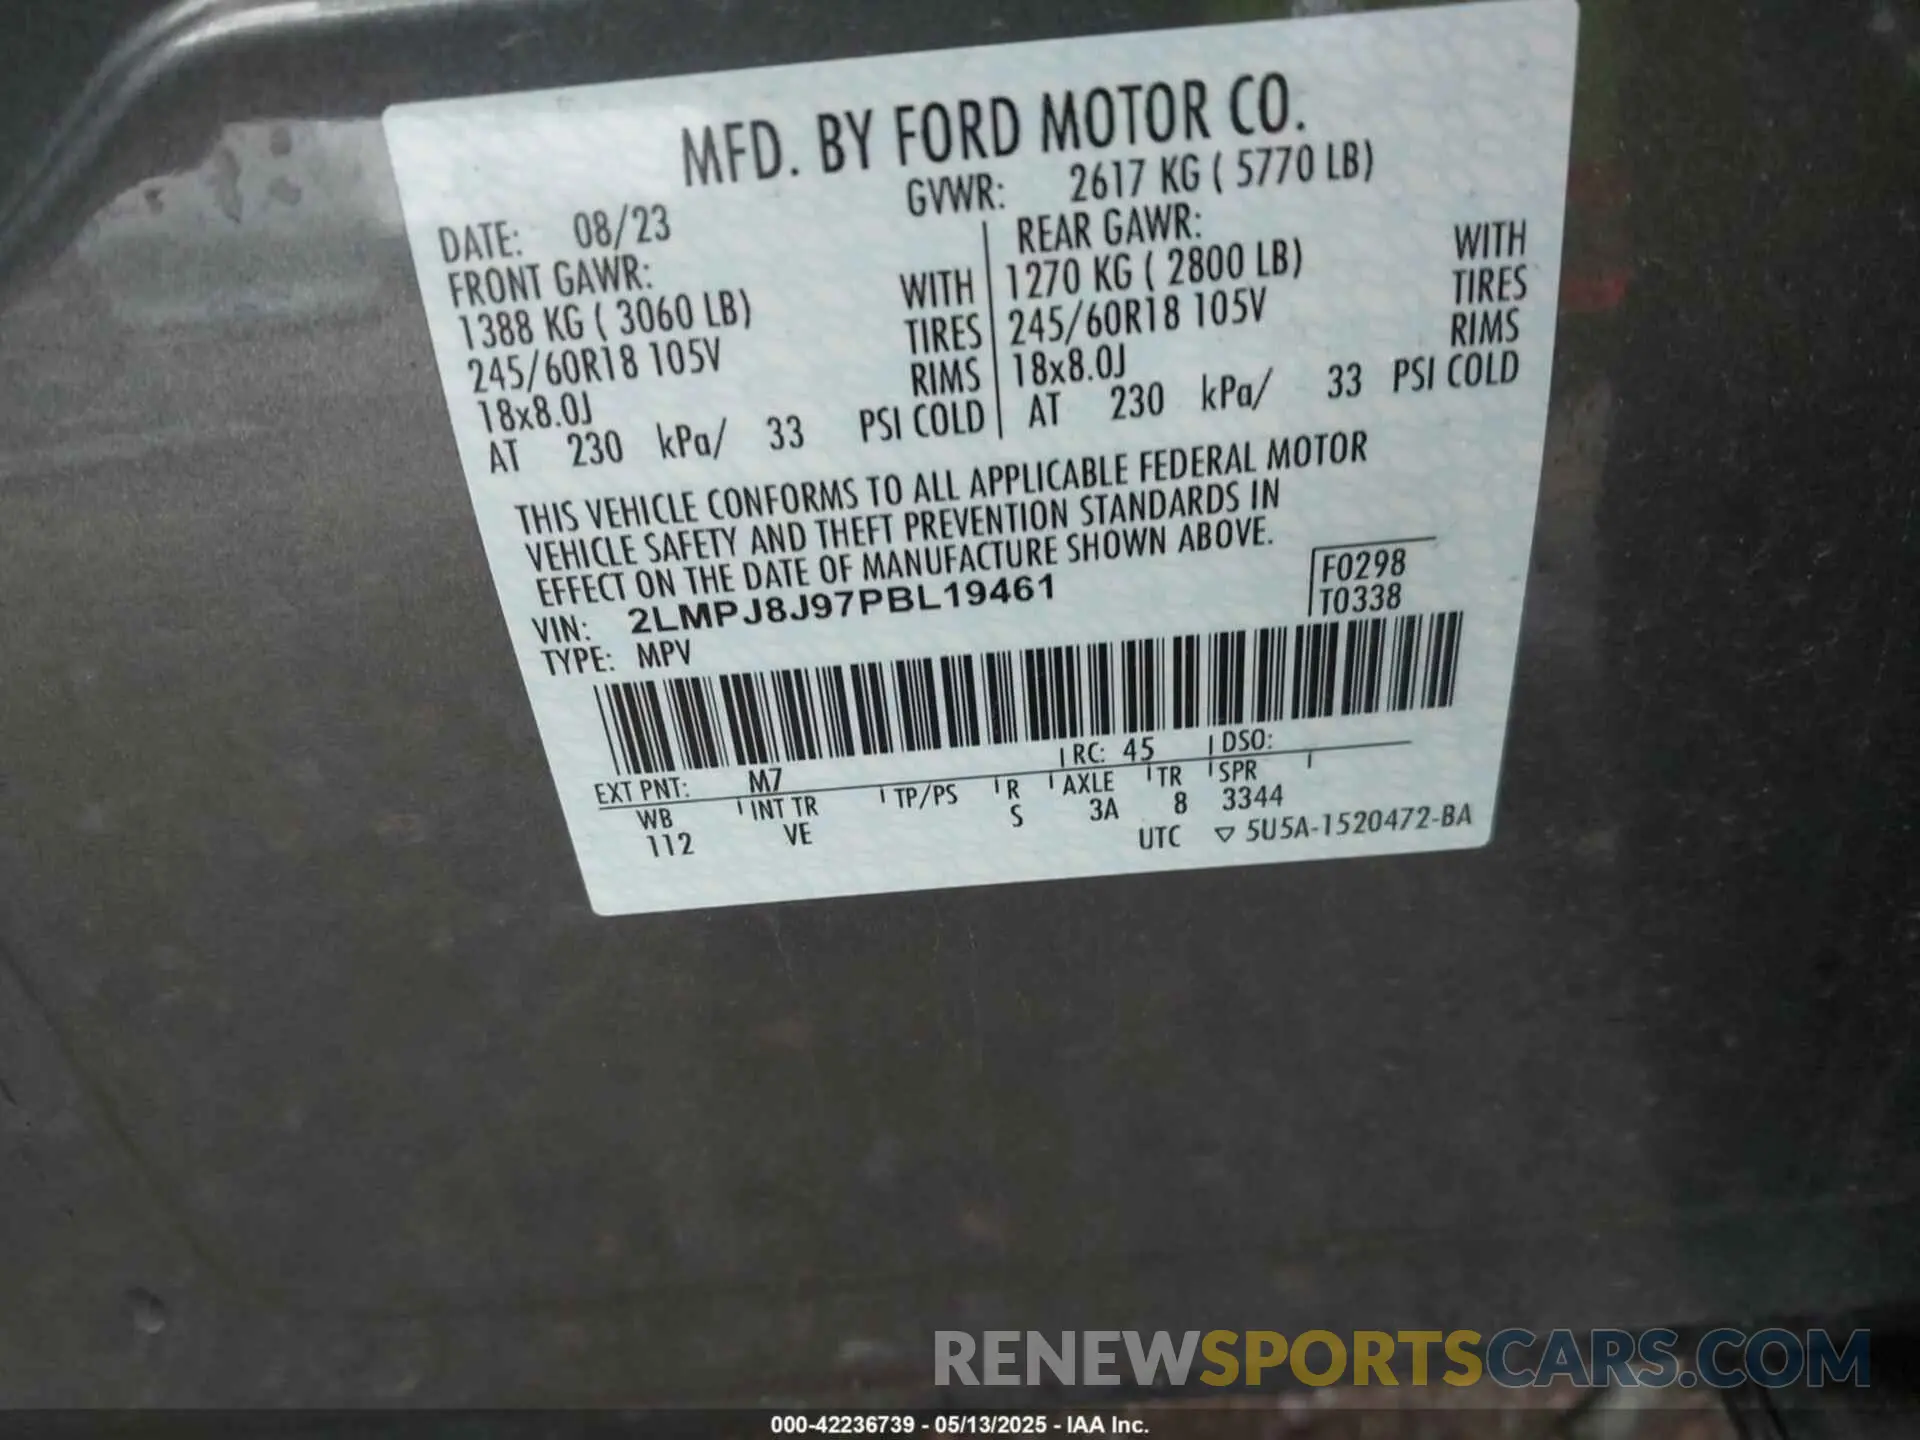 MFD. BY FORD MOTOR CO.
DATE: 08/23 GVWR: 2617 KG ( 5770 LB)
FRONT GAWR: REAR GAWR:
1388 KG ( 3060 LB) WITH 1270 KG ( 2800 LB) WITH
245/60R18 105V TIRES 245/60R18 105V TIRES
18x8.0J RIMS 18x8.0J RIMS
AT 230 kPa/ 33 PSI COLD AT 230 kPa/ 33 PSI COLD
THIS VEHICLE CONFORMS TO ALL APPLICABLE FEDERAL MOTOR
VEHICLE SAFETY AND THEFT PREVENTION STANDARDS IN
EFFECT ON THE DATE OF MANUFACTURE SHOWN ABOVE.
VIN: 2LMPJ8J97PBL19461 F0298
TYPE: MPV T0338
EXT PNT: M7 RC: 45 DSO:
WB INT TR TP/PS R AXLE TR SPR
112 VE S 3A 8 3344
UTC ▽ 5U5A-1520472-BA
RENEWSPORTSCARS.COM
000-42236739 - 05/13/2025 - IAA Inc.